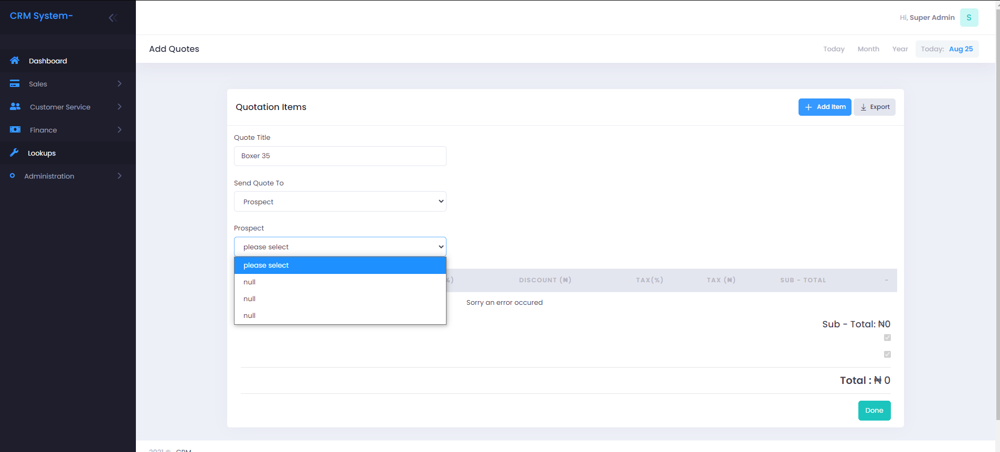 CRM System-
Hi, Super Admin S
Add Quotes
Today Month Year Today: Aug 25
Dashboard
Sales
Customer Service
Finance
Lookups
Administration
Quotation Items
Add Item Export
Quote Title
Boxer 35
Send Quote To
Prospect
Prospect
please select
please select
null
null
null
%) DISCOUNT (₦) TAX(%) TAX (₦) SUB - TOTAL -
Sorry an error occured
Sub - Total: ₦0
Total : ₦ 0
Done
2021 © CRM